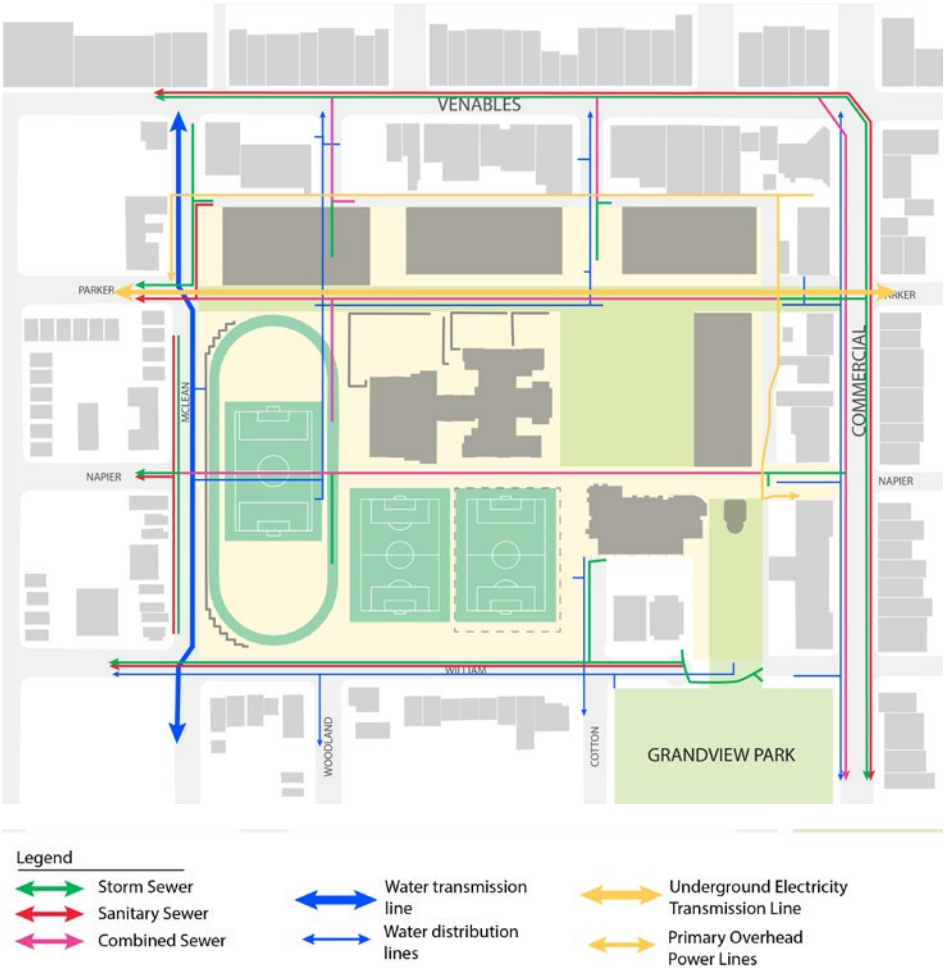 VENABLES
PARKER
RKER
MCLEAN
COMMERCIAL
NAPIER
NAPIER
WILLIAM
WOODLAND
COTTON
GRANDVIEW PARK
Legend
Storm Sewer
Sanitary Sewer
Combined Sewer
Water transmission
line
Water distribution
lines
Underground Electricity
Transmission Line
Primary Overhead
Power Lines